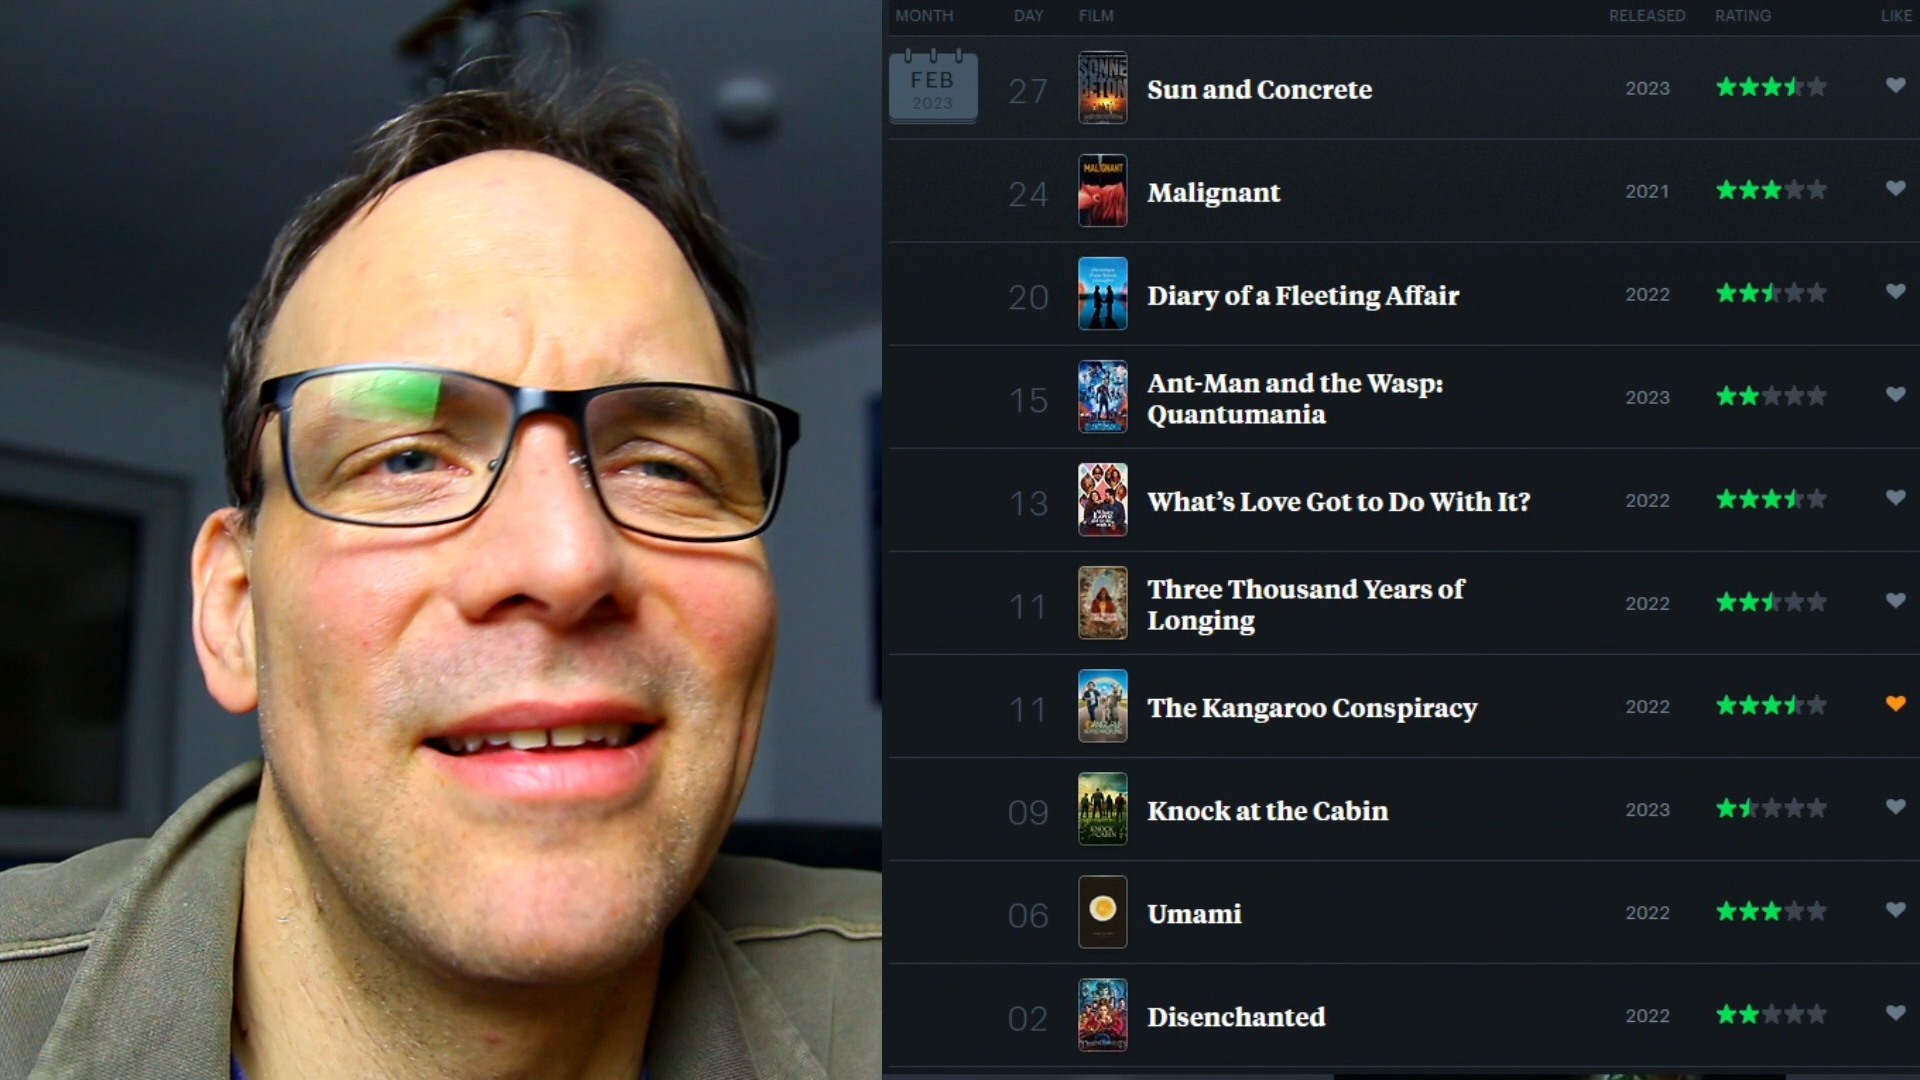 MONTH DAY FILM RELEASED RATING LIKE
FEB
2023
27 Sun and Concrete 2023
MALIGNANT
24 Malignant 2021
20 Diary of a Fleeting Affair 2022
15 Ant-Man and the Wasp:
Quantumania 2023
13 What’s Love Got to Do With It? 2022
11 Three Thousand Years of
Longing 2022
11 The Kangaroo Conspiracy 2022
09 Knock at the Cabin 2023
06 Umami 2022
02 Disenchanted 2022